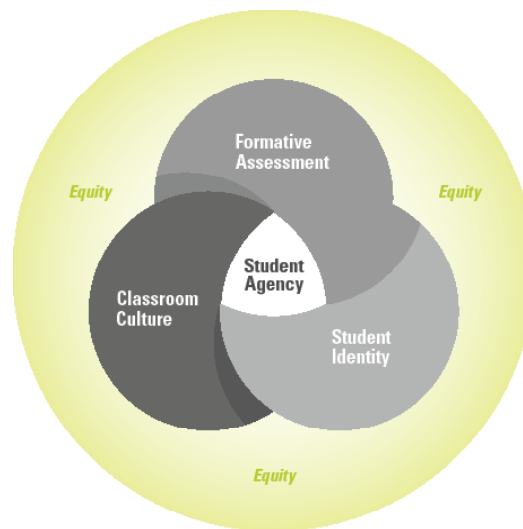 Formative
Assessment
Equity
Equity
Student
Agency
Classroom
Culture
Student
Identity
Equity